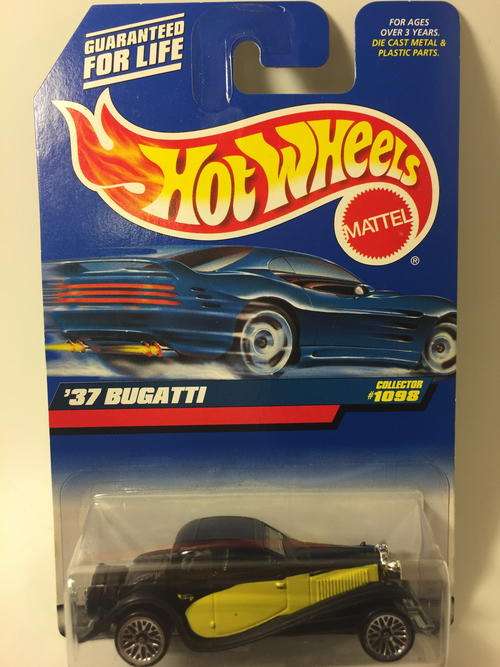 GUARANTEED
FOR LIFE
FOR AGES
OVER 3 YEARS.
DIE CAST METAL &
PLASTIC PARTS.
HOT WHEELS
MATTEL
®
'37 BUGATTI
COLLECTOR
#1098